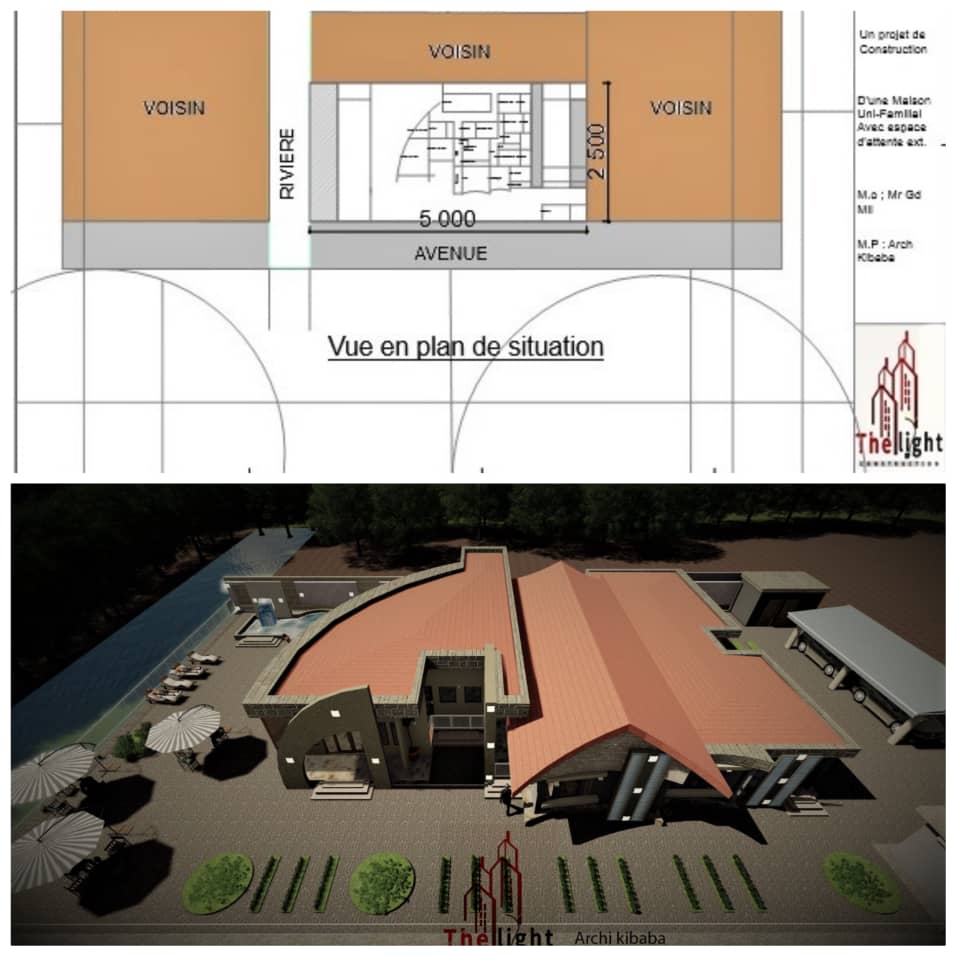 VOISIN
VOISIN
VOISIN
RIVIERE
2 500
5 000
AVENUE
Vue en plan de situation
Un projet de
Construction
D'une Maison
Uni-Familial
Avec espace
d'attente ext.
M.o ; Mr Gd
Mll
M.P : Arch
Kibaba
The light
CONSTRUCTION
The light
Archi kibaba